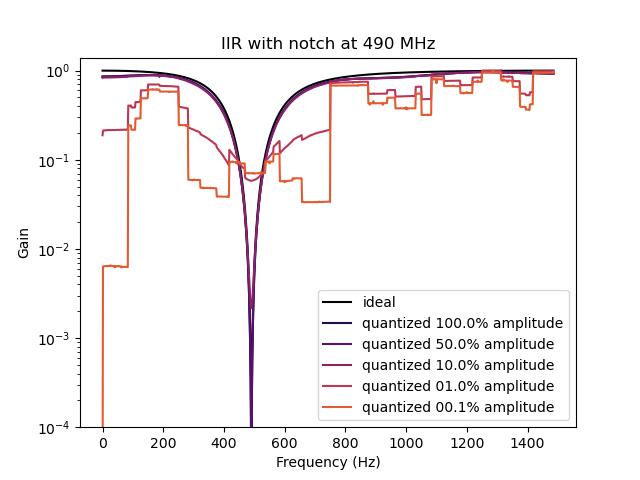 IIR with notch at 490 MHz
10⁰
10⁻¹
10⁻²
10⁻³
10⁻⁴
Gain
ideal
quantized 100.0% amplitude
quantized 50.0% amplitude
quantized 10.0% amplitude
quantized 01.0% amplitude
quantized 00.1% amplitude
0 200 400 600 800 1000 1200 1400
Frequency (Hz)